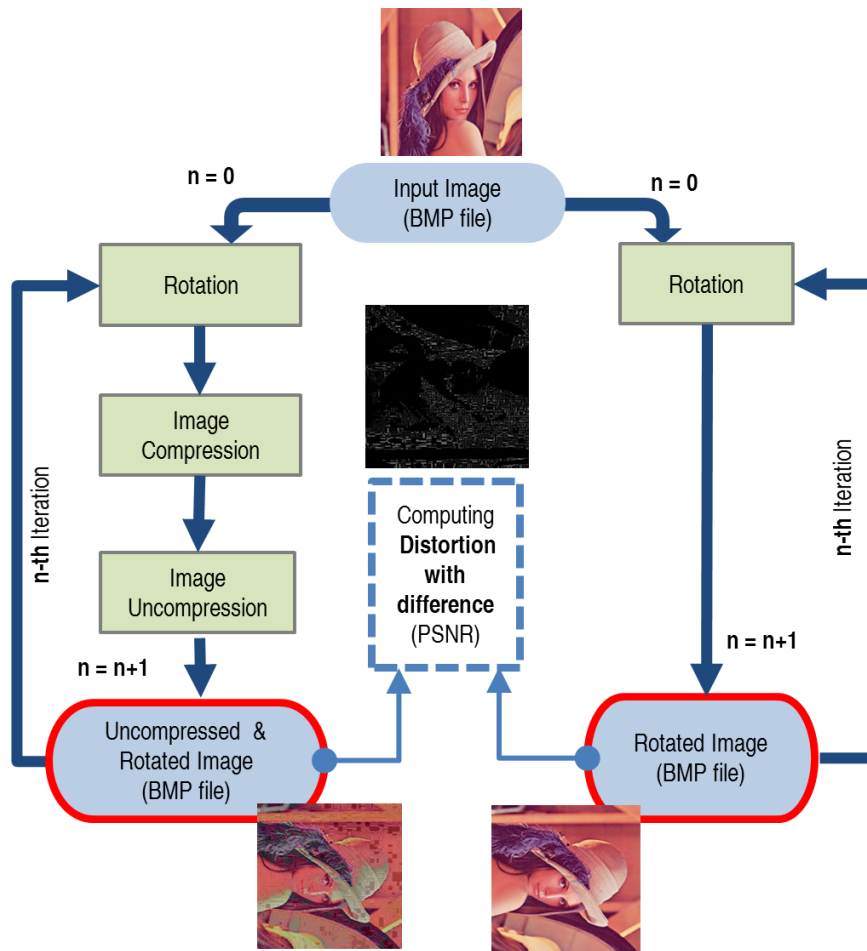 n = 0
Input Image
(BMP file)
n = 0
Rotation
Rotation
Image
Compression
n-th Iteration
Computing
Distortion
with
difference
(PSNR)
n-th Iteration
Image
Uncompression
n = n+1
n = n+1
Uncompressed & 
Rotated Image
(BMP file)
Rotated Image
(BMP file)